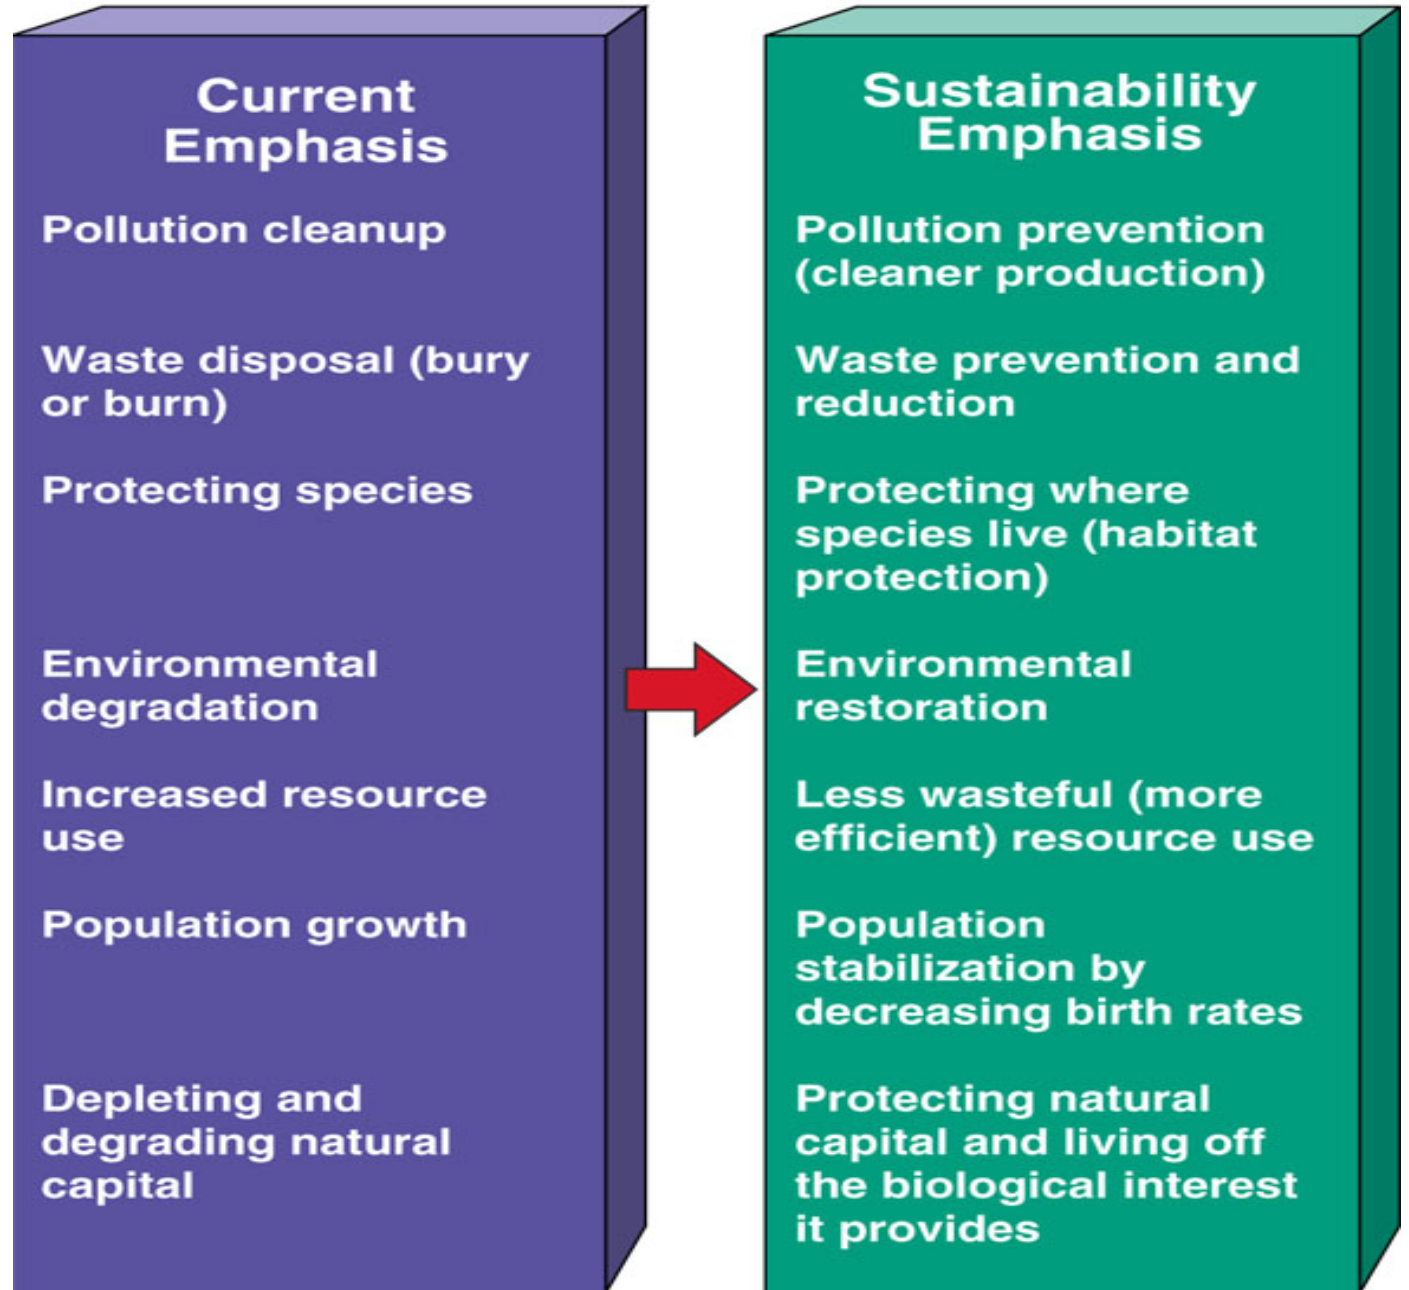 Current
Emphasis
Pollution cleanup
Waste disposal (bury
or burn)
Protecting species
Environmental
degradation
Increased resource
use
Population growth
Depleting and
degrading natural
capital
Sustainability
Emphasis
Pollution prevention
(cleaner production)
Waste prevention and
reduction
Protecting where
species live (habitat
protection)
Environmental
restoration
Less wasteful (more
efficient) resource use
Population
stabilization by
decreasing birth rates
Protecting natural
capital and living off
the biological interest
it provides